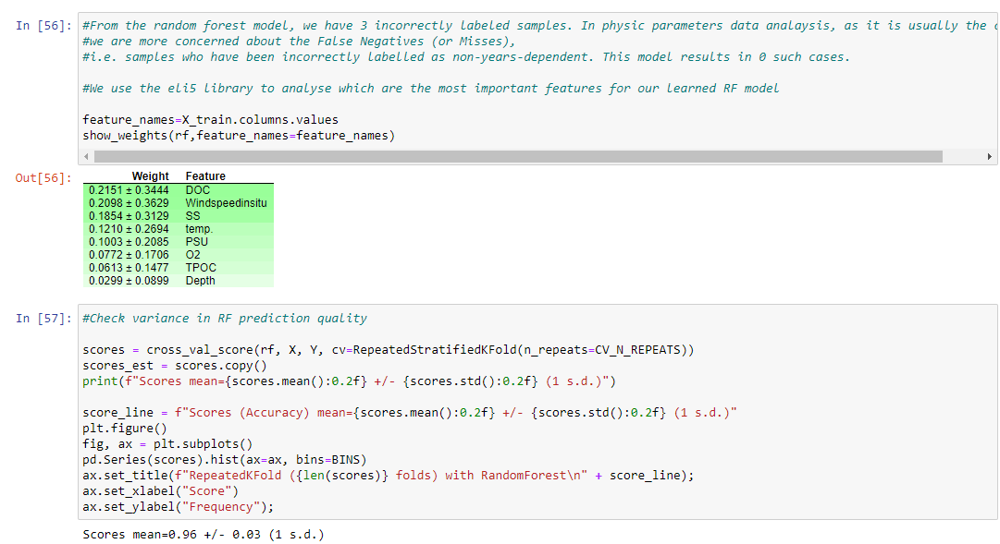 In [56]: #From the random forest model, we have 3 incorrectly labeled samples. In physic parameters data analaysis, as it is usually the
#we are more concerned about the False Negatives (or Misses),
#i.e. samples who have been incorrectly labelled as non-years-dependent. This model results in 0 such cases.
#We use the eli5 library to analyse which are the most important features for our learned RF model
feature_names=X_train.columns.values
show_weights(rf,feature_names=feature_names)
Out[56]: Weight Feature
0.2151 ± 0.3444 DOC
0.2098 ± 0.3629 Windspeedinsitu
0.1854 ± 0.3129 SS
0.1210 ± 0.2694 temp.
0.1003 ± 0.2085 PSU
0.0772 ± 0.1706 O2
0.0613 ± 0.1477 TPOC
0.0299 ± 0.0899 Depth
In [57]: #Check variance in RF prediction quality
scores = cross_val_score(rf, X, Y, cv=RepeatedStratifiedKFold(n_repeats=CV_N_REPEATS))
scores_est = scores.copy()
print(f"Scores mean={scores.mean():0.2f} +/- {scores.std():0.2f} (1 s.d.)")
score_line = f"Scores (Accuracy) mean={scores.mean():0.2f} +/- {scores.std():0.2f} (1 s.d.)"
plt.figure()
fig, ax = plt.subplots()
pd.Series(scores).hist(ax=ax, bins=BINS)
ax.set_title(f"RepeatedKFold ({len(scores)} folds) with RandomForest\n" + score_line);
ax.set_xlabel("Score")
ax.set_ylabel("Frequency");
Scores mean=0.96 +/- 0.03 (1 s.d.)